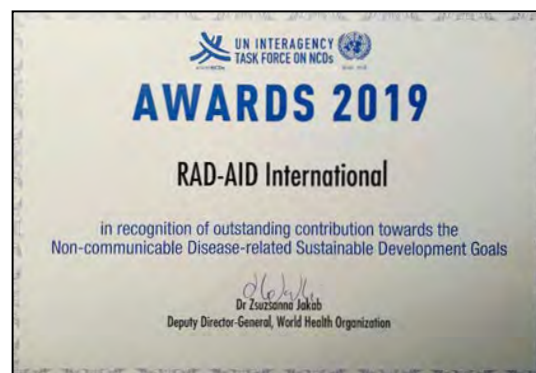 UN INTERAGENCY
TASK FORCE ON NCDs
AWARDS 2019
RAD-AID International
in recognition of outstanding contribution towards the
Non-communicable Disease-related Sustainable Development Goals
Dr Zsuzsanna Jakab
Deputy Director-General, World Health Organization